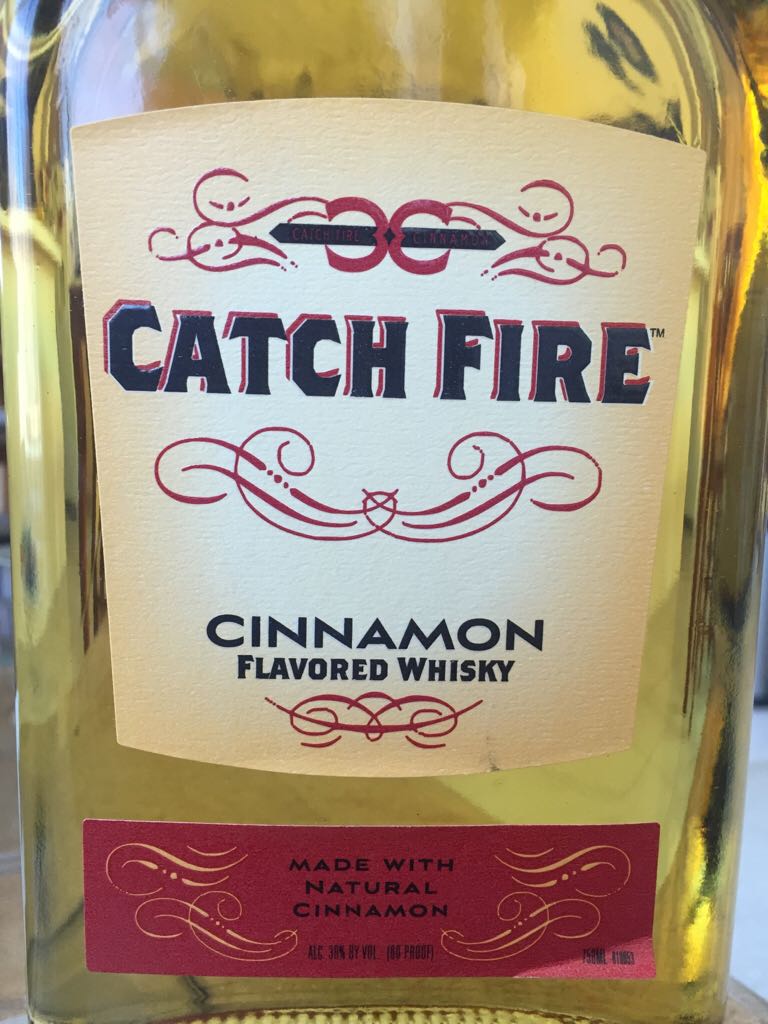 CATCH FIRE CINNAMON
CATCH FIRE™
CINNAMON
FLAVORED WHISKY
MADE WITH
NATURAL
CINNAMON
ALC 30% BY VOL. (60 PROOF)
750ML